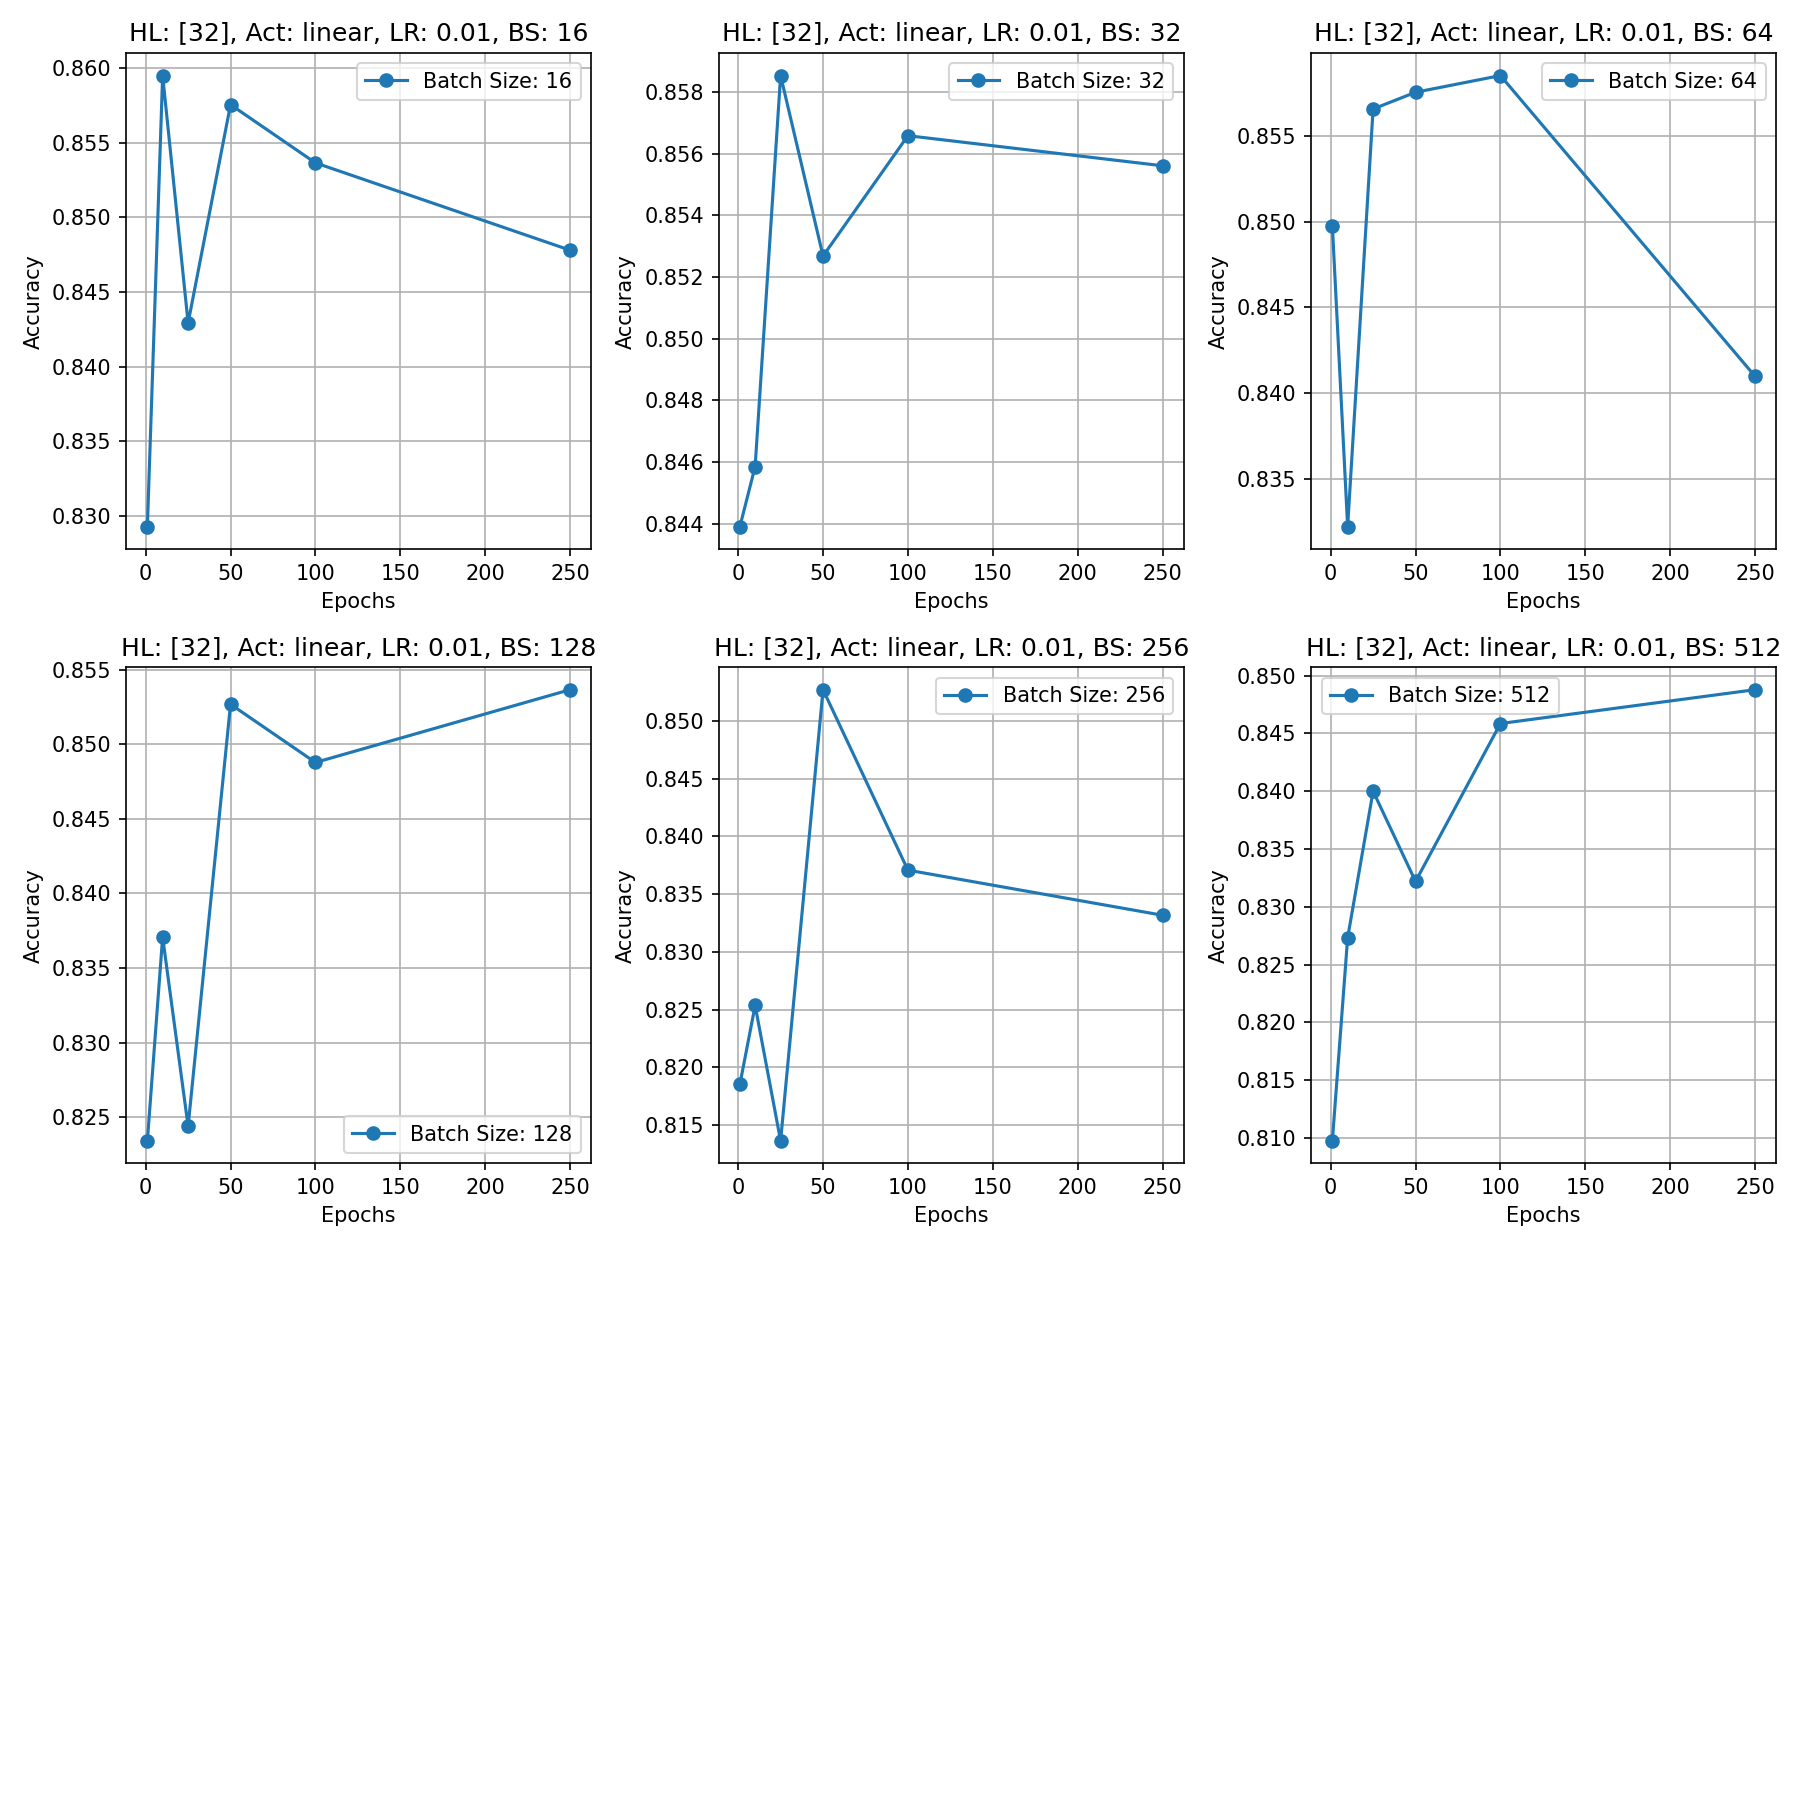 HL: [32], Act: linear, LR: 0.01, BS: 16
Batch Size: 16
0.860
0.855
0.850
0.845
0.840
0.835
0.830
Accuracy
0 50 100 150 200 250
Epochs
HL: [32], Act: linear, LR: 0.01, BS: 32
Batch Size: 32
0.858
0.856
0.854
0.852
0.850
0.848
0.846
0.844
Accuracy
0 50 100 150 200 250
Epochs
HL: [32], Act: linear, LR: 0.01, BS: 64
Batch Size: 64
0.855
0.850
0.845
0.840
0.835
Accuracy
0 50 100 150 200 250
Epochs
HL: [32], Act: linear, LR: 0.01, BS: 128
0.855
0.850
0.845
0.840
0.835
0.830
0.825
Accuracy
Batch Size: 128
0 50 100 150 200 250
Epochs
HL: [32], Act: linear, LR: 0.01, BS: 256
Batch Size: 256
0.850
0.845
0.840
0.835
0.830
0.825
0.820
0.815
Accuracy
0 50 100 150 200 250
Epochs
HL: [32], Act: linear, LR: 0.01, BS: 512
Batch Size: 512
0.850
0.845
0.840
0.835
0.830
0.825
0.820
0.815
0.810
Accuracy
0 50 100 150 200 250
Epochs